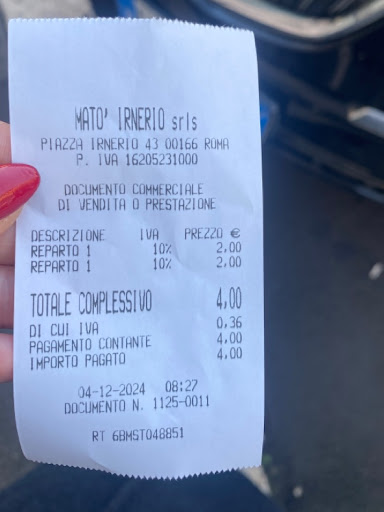 MATO' IRNERIO srls
PIAZZA IRNERIO 43 00166 ROMA
P. IVA 16205231000
DOCUMENTO COMMERCIALE
DI VENDITA O PRESTAZIONE
DESCRIZIONE IVA PREZZO €
REPARTO 1 10% 2,00
REPARTO 1 10% 2,00
TOTALE COMPLESSIVO 4,00
DI CUI IVA 0,36
PAGAMENTO CONTANTE 4,00
IMPORTO PAGATO 4,00
04-12-2024 08:27
DOCUMENTO N. 1125-0011
RT 6BMST048851